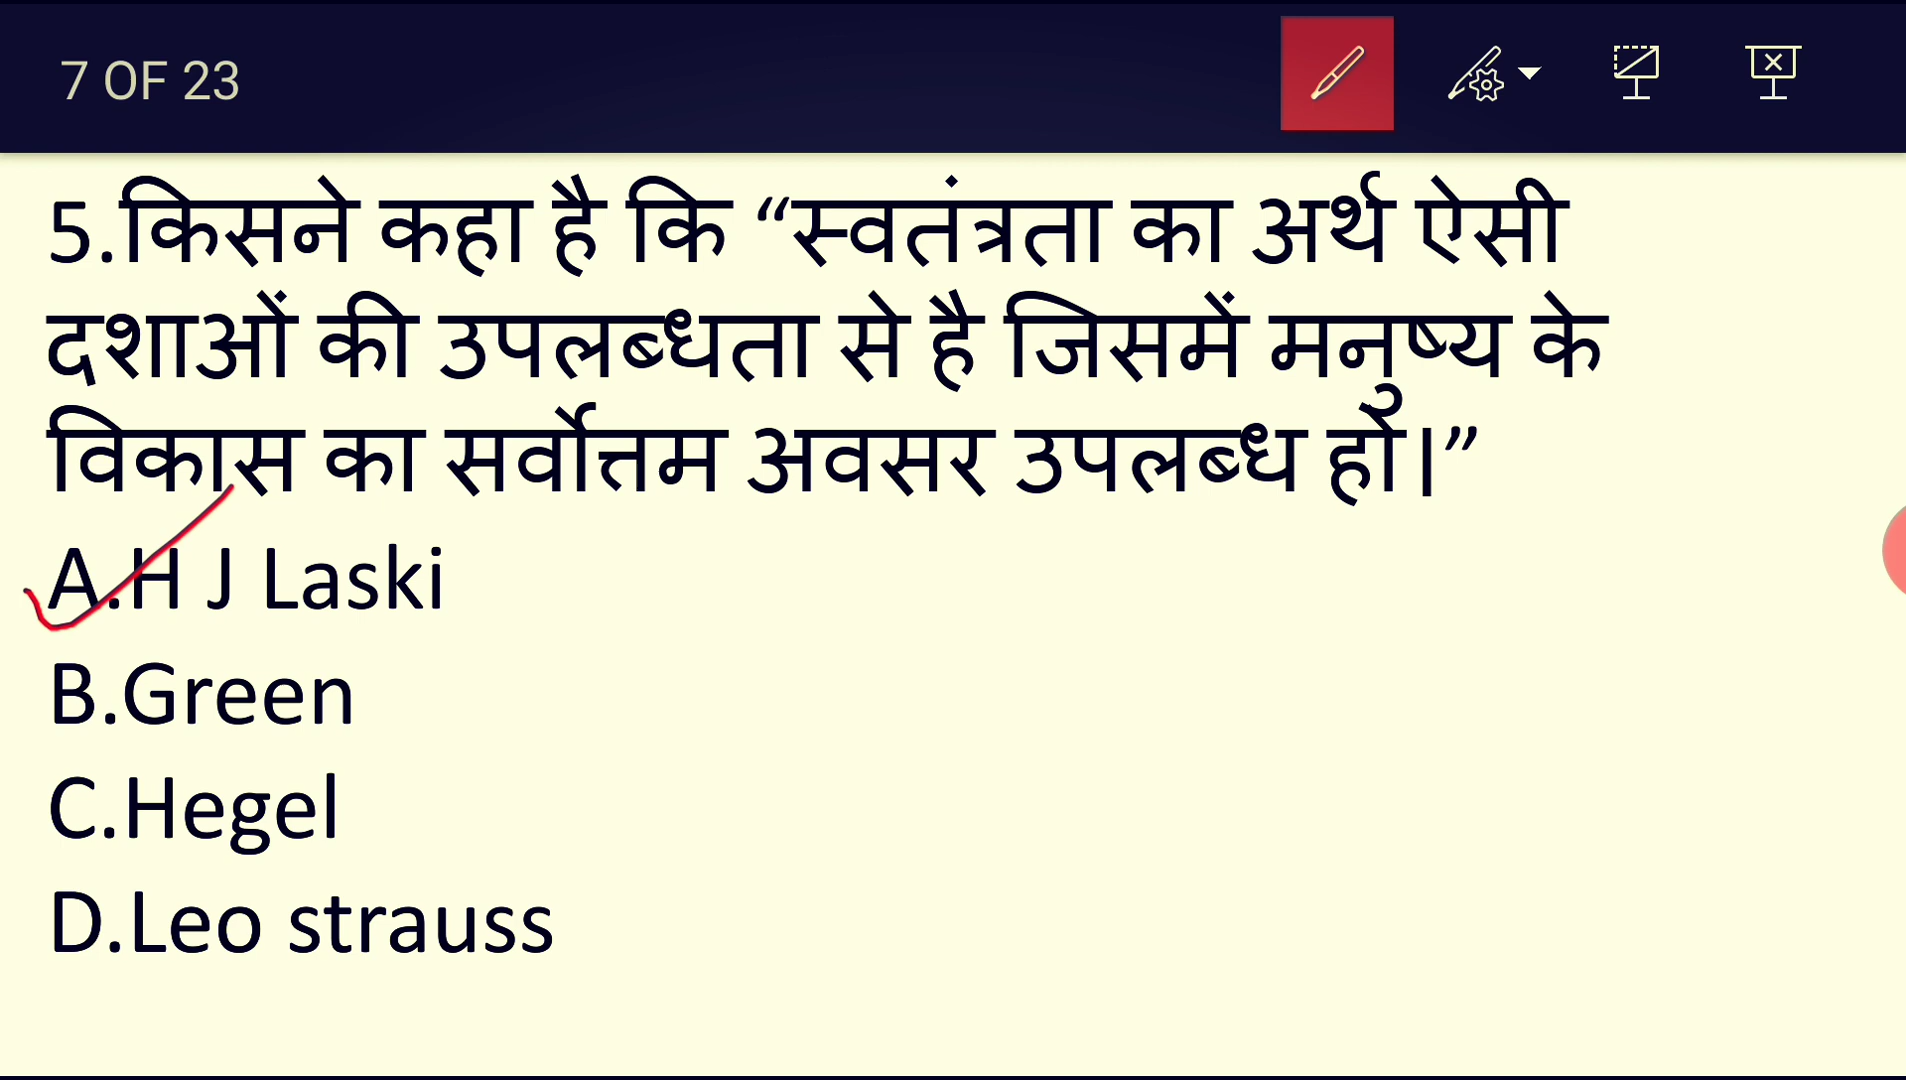 7 OF 23
5.किसने कहा है कि “स्वतंत्रता का अर्थ ऐसी
दशाओं की उपलब्धता से है जिसमें मनुष्य के
विकास का सर्वोत्तम अवसर उपलब्ध हो।”
A.H J Laski
B.Green
C.Hegel
D.Leo strauss